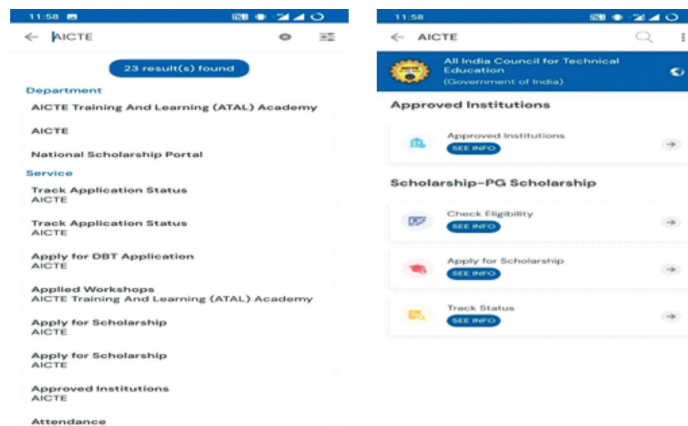 11:58
AICTE
23 result(s) found
Department
AICTE Training And Learning (ATAL) Academy
AICTE
National Scholarship Portal
Service
Track Application Status
AICTE
Track Application Status
AICTE
Apply for DBT Application
AICTE
Applied Workshops
AICTE Training And Learning (ATAL) Academy
Apply for Scholarship
AICTE
Apply for Scholarship
AICTE
Approved Institutions
AICTE
Attendance
11:58
AICTE
All India Council for Technical
Education
(Government of India)
Approved Institutions
Approved Institutions
SEE INFO
Scholarship-PG Scholarship
Check Eligibility
SEE INFO
Apply for Scholarship
SEE INFO
Track Status
SEE INFO